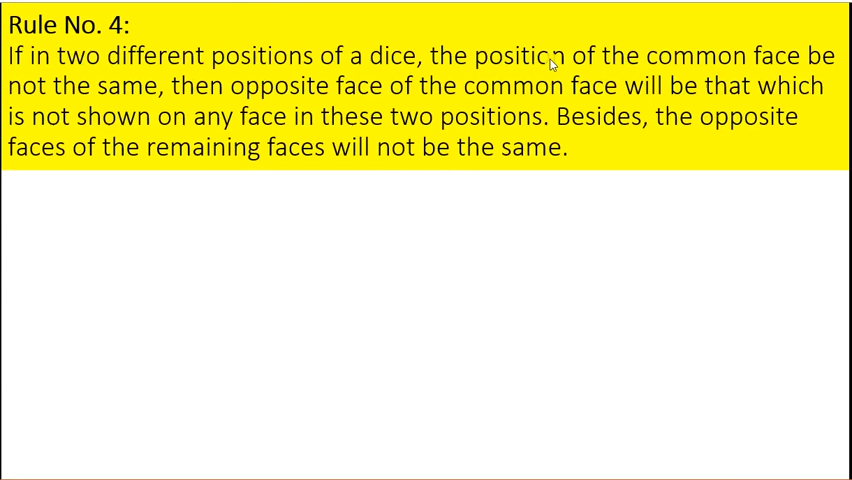 Rule No. 4:
If in two different positions of a dice, the position of the common face be
not the same, then opposite face of the common face will be that which
is not shown on any face in these two positions. Besides, the opposite
faces of the remaining faces will not be the same.